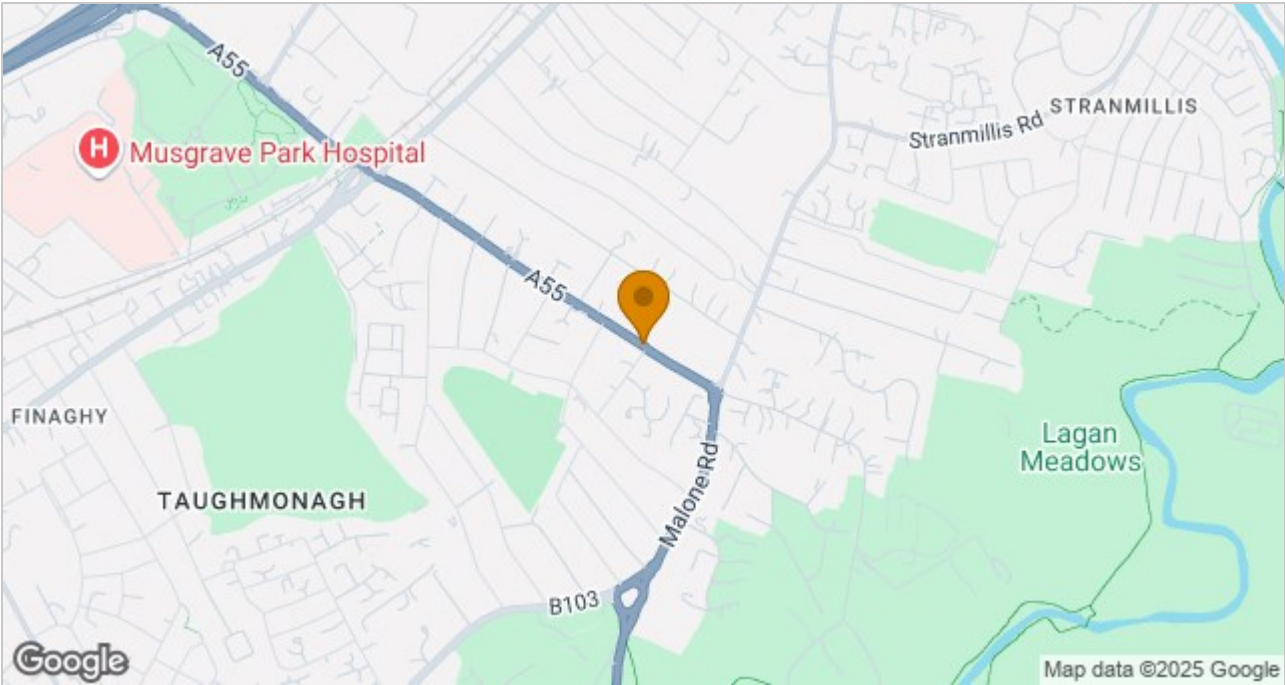 A55
STRANMILLIS
Stranmillis Rd
H
Musgrave Park Hospital
A55
FINAGHY
Lagan
Meadows
TAUGHMONAGH
Malone Rd
B103
Google
Map data ©2025 Google